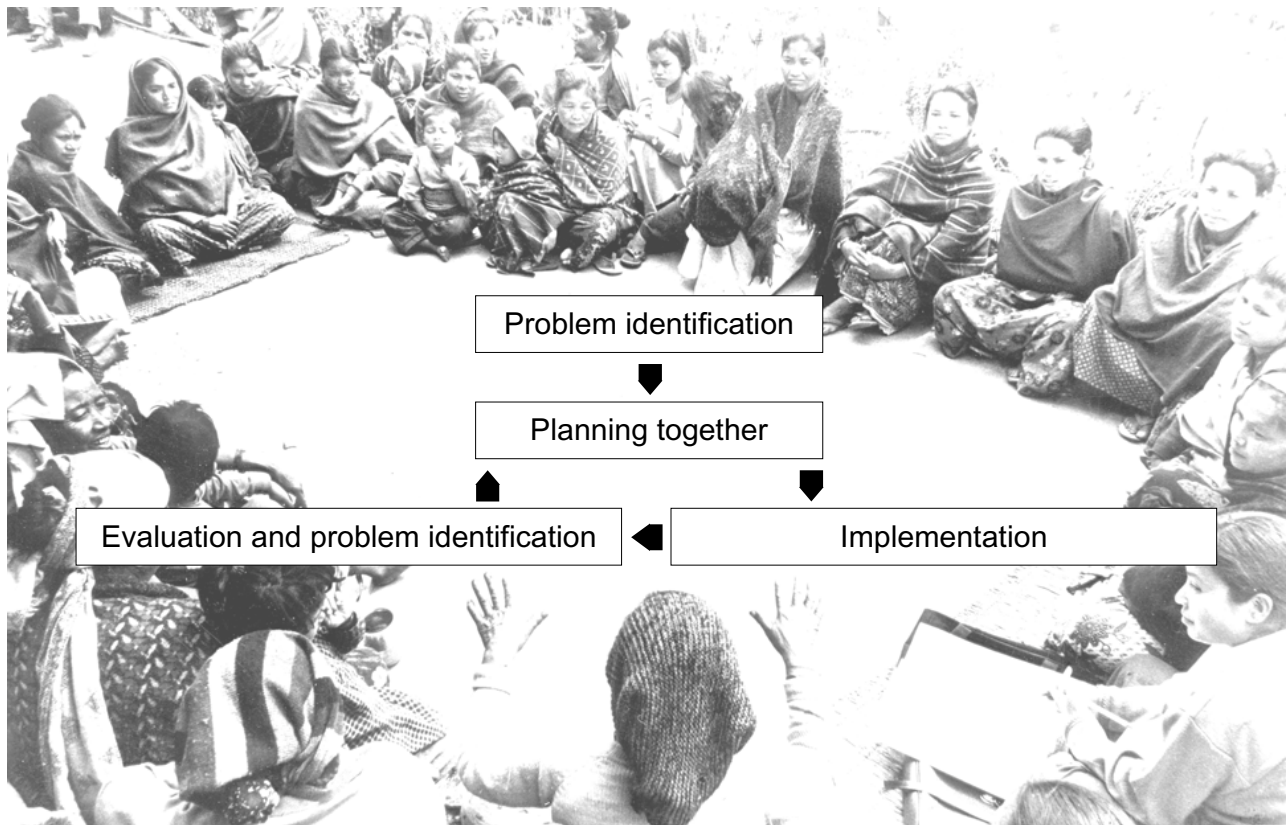 Problem identification
Planning together
Evaluation and problem identification
Implementation